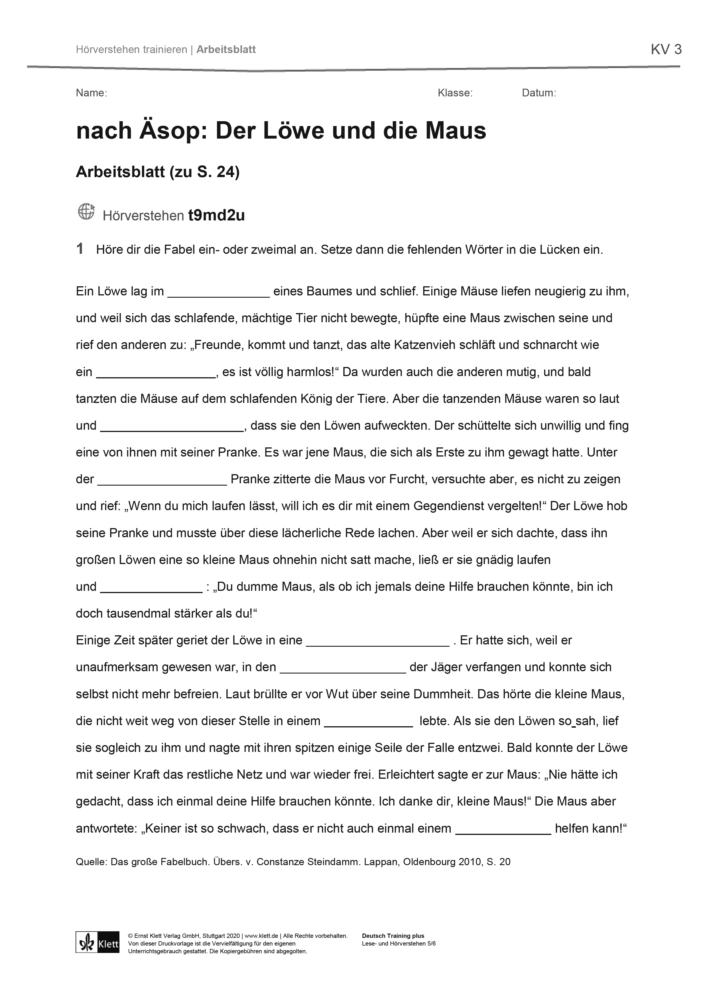 Hörverstehen trainieren | Arbeitsblatt
KV 3
Name:
Klasse:
Datum:
nach Äsop: Der Löwe und die Maus
Arbeitsblatt (zu S. 24)
Hörverstehen t9md2u
1 Höre dir die Fabel ein- oder zweimal an. Setze dann die fehlenden Wörter in die Lücken ein.
Ein Löwe lag im ________________ eines Baumes und schlief. Einige Mäuse liefen neugierig zu ihm,
und weil sich das schlafende, mächtige Tier nicht bewegte, hüpfte eine Maus zwischen seine und
rief den anderen zu: „Freunde, kommt und tanzt, das alte Katzenvieh schläft und schnarcht wie
ein ___________________, es ist völlig harmlos!“ Da wurden auch die anderen mutig, und bald
tanzten die Mäuse auf dem schlafenden König der Tiere. Aber die tanzenden Mäuse waren so laut
und ______________________, dass sie den Löwen aufweckten. Der schüttelte sich unwillig und fing
eine von ihnen mit seiner Pranke. Es war jene Maus, die sich als Erste zu ihm gewagt hatte. Unter
der ____________________ Pranke zitterte die Maus vor Furcht, versuchte aber, es nicht zu zeigen
und rief: „Wenn du mich laufen lässt, will ich es dir mit einem Gegendienst vergelten!“ Der Löwe hob
seine Pranke und musste über diese lächerliche Rede lachen. Aber weil er sich dachte, dass ihn
großen Löwen eine so kleine Maus ohnehin nicht satt mache, ließ er sie gnädig laufen
und ________________ : „Du dumme Maus, als ob ich jemals deine Hilfe brauchen könnte, bin ich
doch tausendmal stärker als du!“
Einige Zeit später geriet der Löwe in eine ______________________ . Er hatte sich, weil er
unaufmerksam gewesen war, in den ____________________ der Jäger verfangen und konnte sich
selbst nicht mehr befreien. Laut brüllte er vor Wut über seine Dummheit. Das hörte die kleine Maus,
die nicht weit weg von dieser Stelle in einem ______________ lebte. Als sie den Löwen so sah, lief
sie sogleich zu ihm und nagte mit ihren spitzen einige Seile der Falle entzwei. Bald konnte der Löwe
mit seiner Kraft das restliche Netz und war wieder frei. Erleichtert sagte er zur Maus: „Nie hätte ich
gedacht, dass ich einmal deine Hilfe brauchen könnte. Ich danke dir, kleine Maus!“ Die Maus aber
antwortete: „Keiner ist so schwach, dass er nicht auch einmal einem _______________ helfen kann!“
Quelle: Das große Fabelbuch. Übers. v. Constanze Steindamm. Lappan, Oldenbourg 2010, S. 20
Klett
© Ernst Klett Verlag GmbH, Stuttgart 2020 | www.klett.de | Alle Rechte vorbehalten.
Von dieser Druckvorlage ist die Vervielfältigung für den eigenen
Unterrichtsgebrauch gestattet. Die Kopiergebühren sind abgegolten.
Deutsch Training plus
Lese- und Hörverstehen 5/6